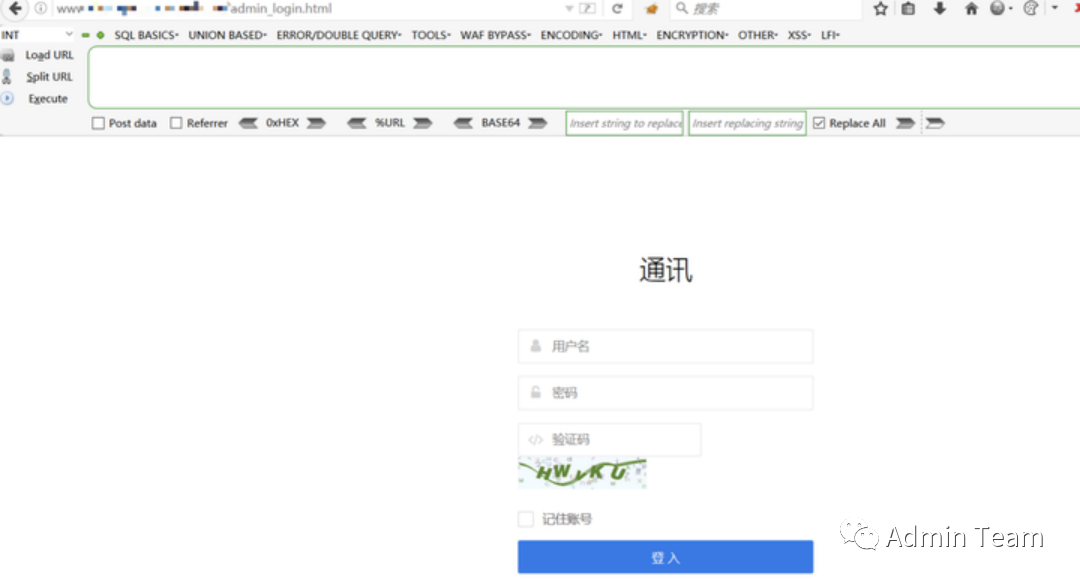 www admin_login.html 搜索
INT SQL BASICS UNION BASED ERROR/DOUBLE QUERY TOOLS WAF BYPASS ENCODING HTML ENCRYPTION OTHER XSS LFI
Load URL
Split URL
Execute
Post data Referrer 0xHEX %URL BASE64 Insert string to replace Insert replacing string Replace All
通讯
用户名
密码
验证码
HWvKU
记住账号
登入
Admin Team